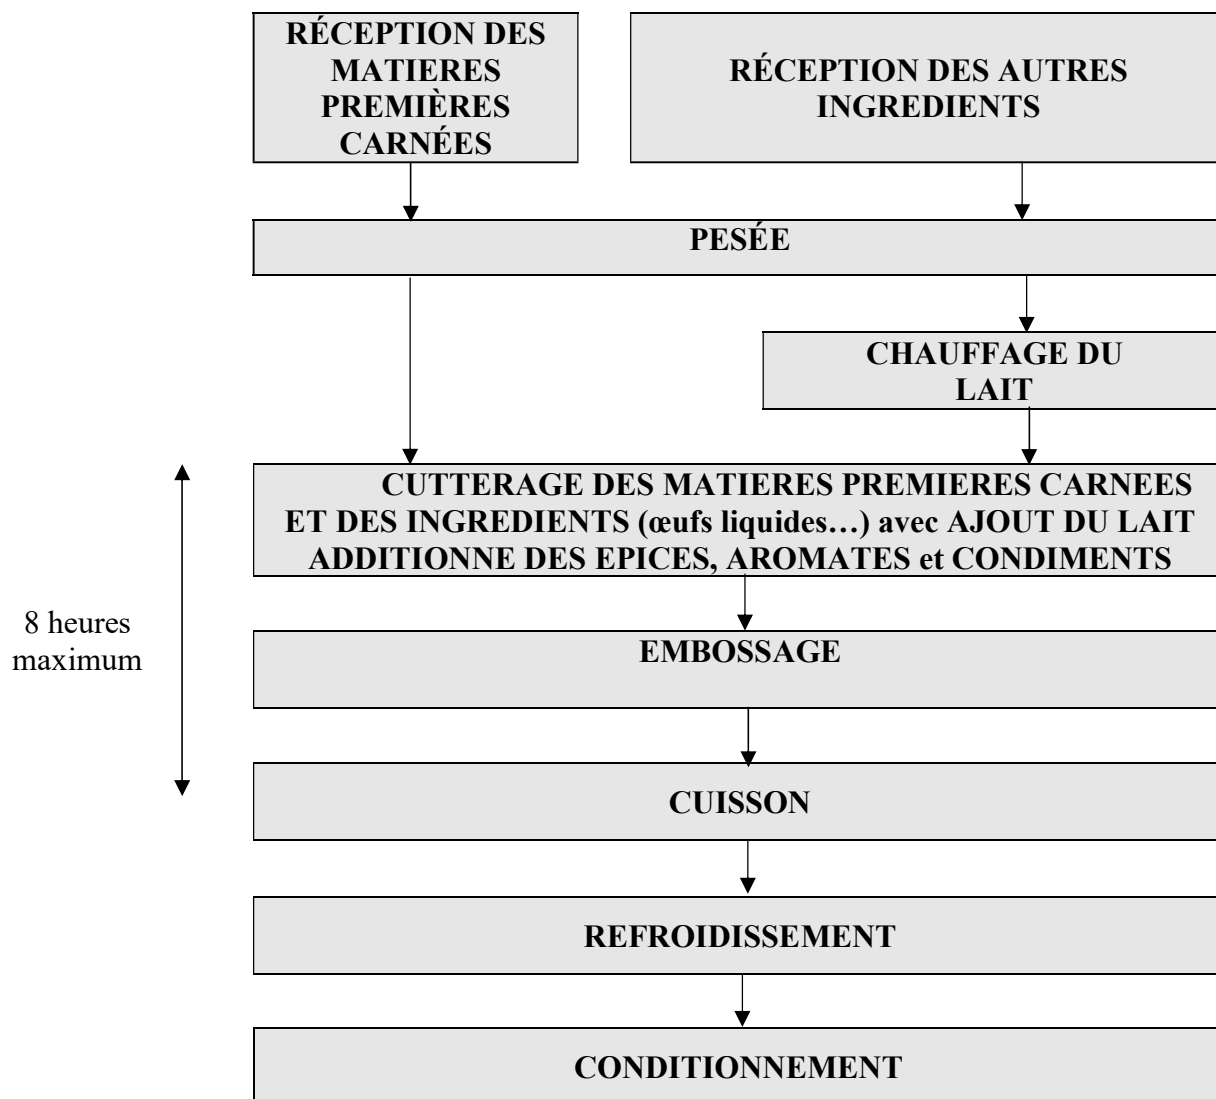 RÉCEPTION DES
MATIERES
PREMIÈRES
CARNÉES
RÉCEPTION DES AUTRES
INGREDIENTS
PESÉE
CHAUFFAGE DU
LAIT
CUTTERAGE DES MATIERES PREMIERES CARNEES
ET DES INGREDIENTS (œufs liquides…) avec AJOUT DU LAIT
ADDITIONNE DES EPICES, AROMATES et CONDIMENTS
8 heures
maximum
EMBOSSAGE
CUISSON
REFROIDISSEMENT
CONDITIONNEMENT